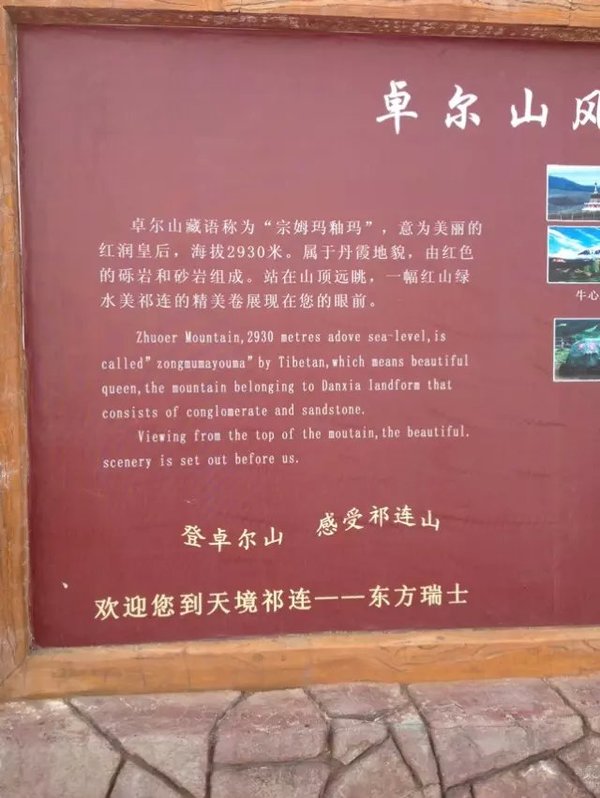 卓尔山风
卓尔山藏语称为“宗姆玛釉玛”，意为美丽的
红润皇后，海拔2930米。属于丹霞地貌，由红色
的砾岩和砂岩组成。站在山顶远眺，一幅红山绿
水美祁连的精美卷展现在您的眼前。
Zhuoer Mountain,2930 metres adove sea-level,is
called”zongmumayouma”by Tibetan,which means beautiful
queen,the mountain belonging to Danxia landform that
consists of conglomerate and sandstone.
Viewing from the top of the moutain,the beautiful.
scenery is set out before us.
牛心
登卓尔山 感受祁连山
欢迎您到天境祁连——东方瑞士